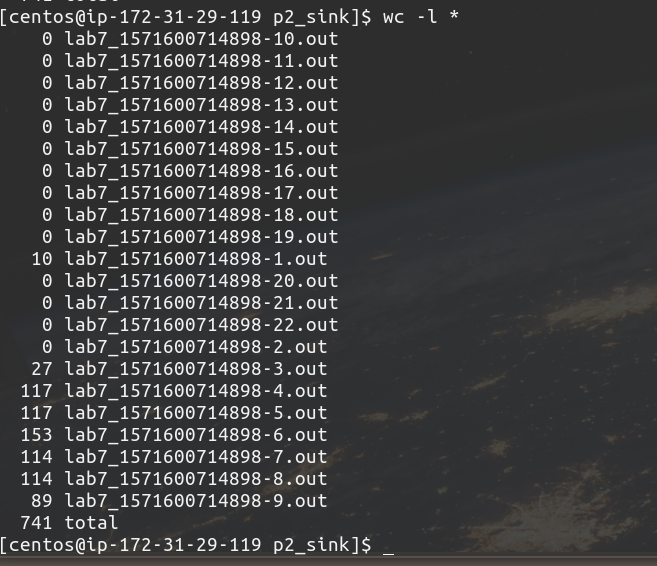 [centos@ip-172-31-29-119 p2_sink]$ wc -l *
0 lab7_1571600714898-10.out
0 lab7_1571600714898-11.out
0 lab7_1571600714898-12.out
0 lab7_1571600714898-13.out
0 lab7_1571600714898-14.out
0 lab7_1571600714898-15.out
0 lab7_1571600714898-16.out
0 lab7_1571600714898-17.out
0 lab7_1571600714898-18.out
0 lab7_1571600714898-19.out
10 lab7_1571600714898-1.out
0 lab7_1571600714898-20.out
0 lab7_1571600714898-21.out
0 lab7_1571600714898-22.out
0 lab7_1571600714898-2.out
27 lab7_1571600714898-3.out
117 lab7_1571600714898-4.out
117 lab7_1571600714898-5.out
153 lab7_1571600714898-6.out
114 lab7_1571600714898-7.out
114 lab7_1571600714898-8.out
89 lab7_1571600714898-9.out
741 total
[centos@ip-172-31-29-119 p2_sink]$ _